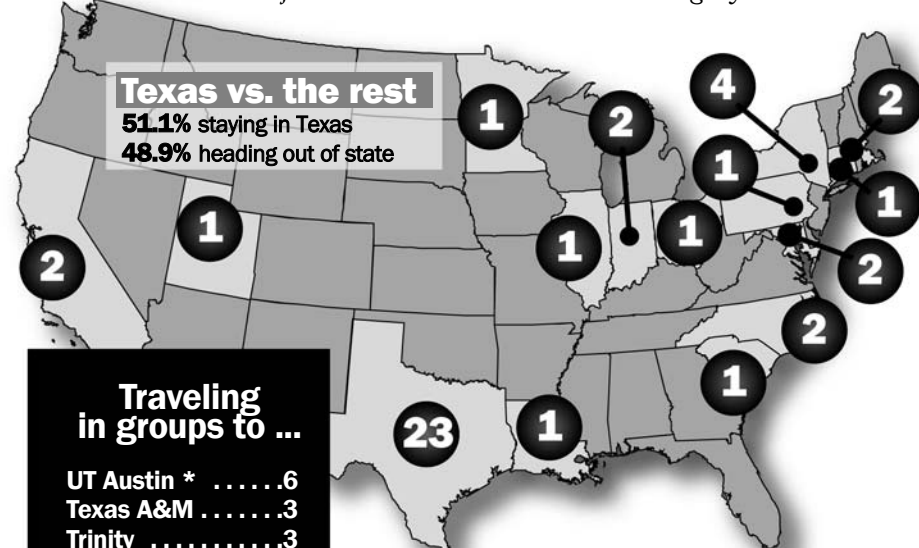 Texas vs. the rest
51.1% staying in Texas
48.9% heading out of state
1
2
4
2
1
1
1
1
1
2
2
2
2
1
23
1
Traveling
in groups to ...
UT Austin * . . . . . .6
Texas A&M . . . . . . .3
Trinity . . . . . . . . . . .3